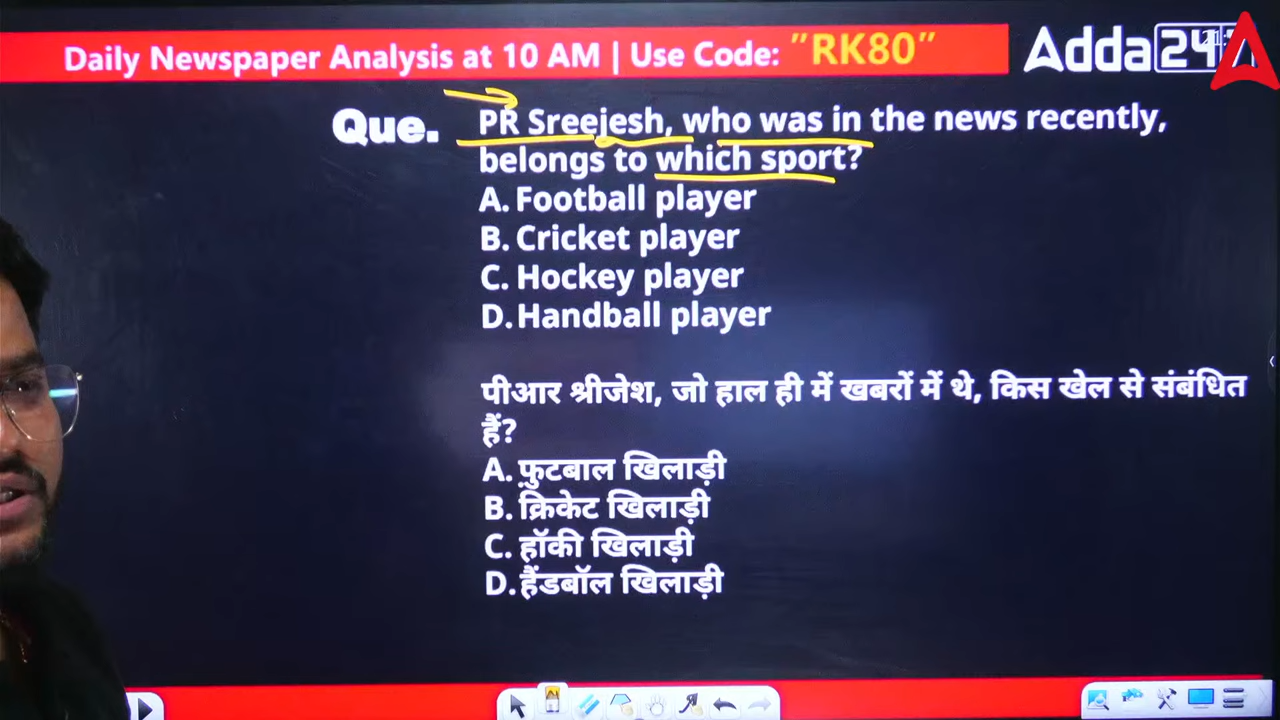 Daily Newspaper Analysis at 10 AM | Use Code: "RK80"
Adda247
Que. PR Sreejesh, who was in the news recently,
belongs to which sport?
A. Football player
B. Cricket player
C. Hockey player
D. Handball player
पीआर श्रीजेश, जो हाल ही में खबरों में थे, किस खेल से संबंधित
हैं?
A. फ़ुटबाल खिलाड़ी
B. क्रिकेट खिलाड़ी
C. हॉकी खिलाड़ी
D. हैंडबॉल खिलाड़ी